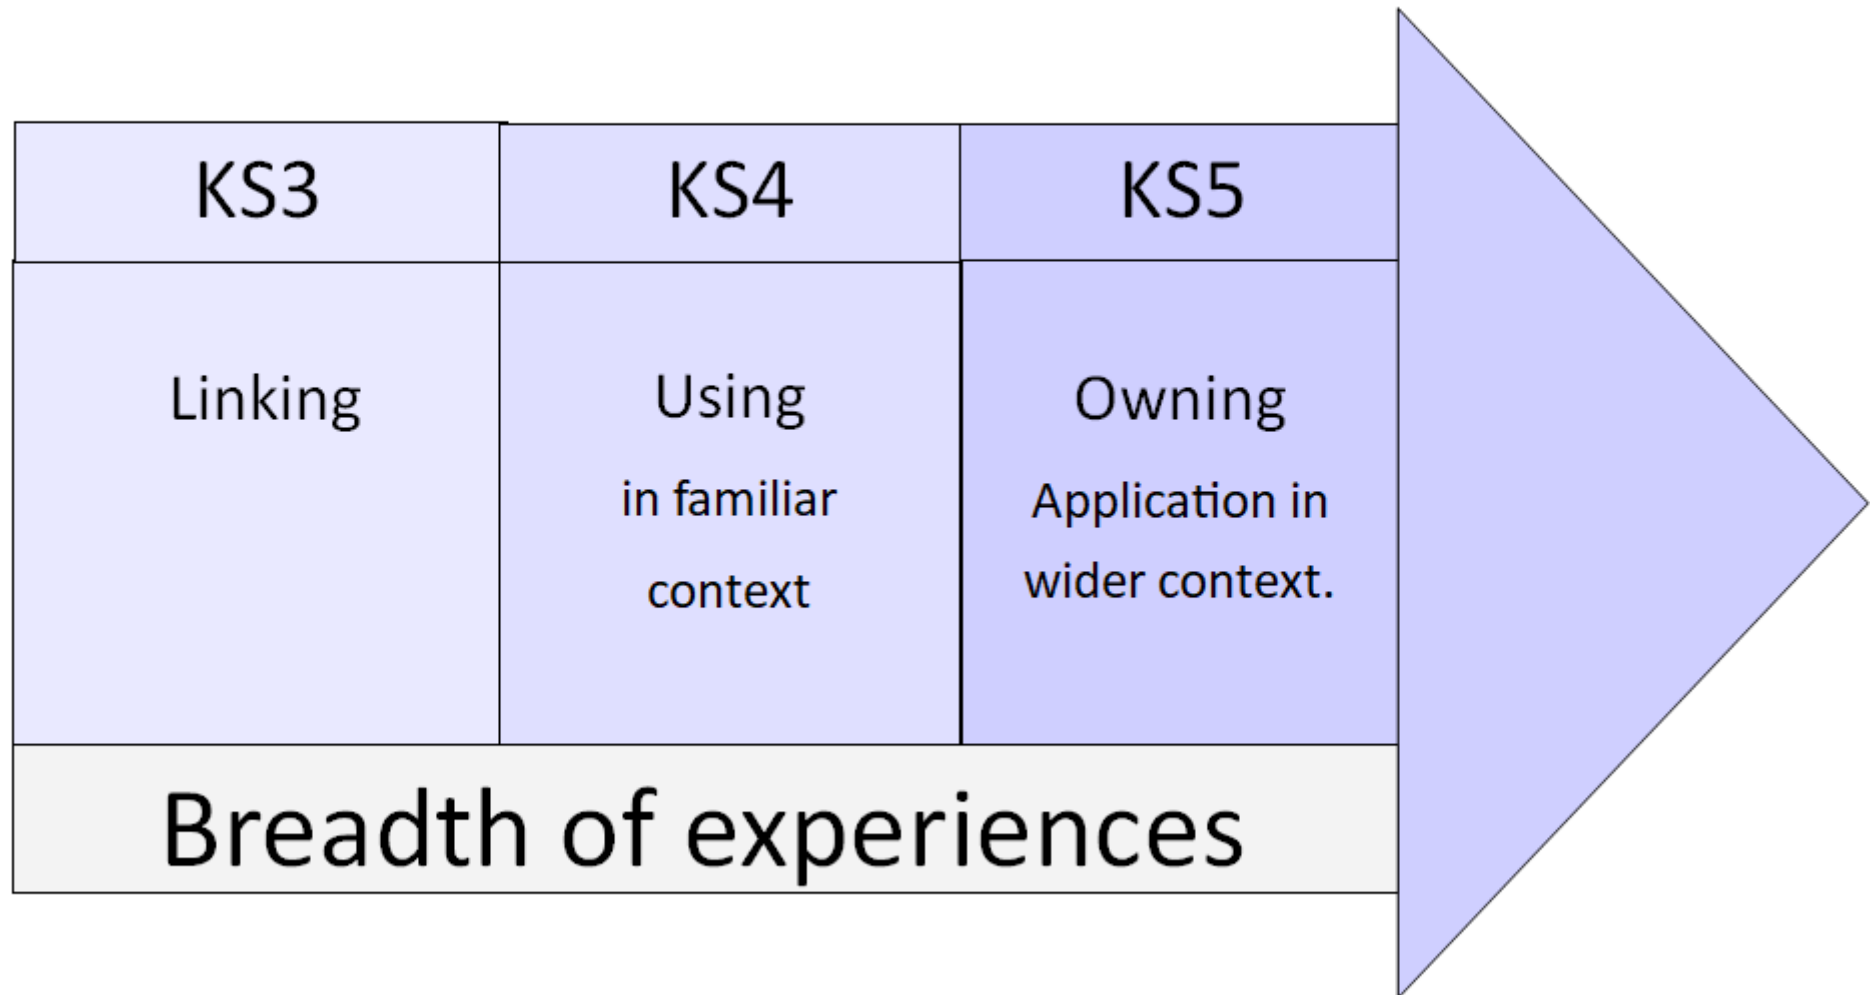 KS3
KS4
KS5
Linking
Using
in familiar
context
Owning
Application in
wider context.
Breadth of experiences